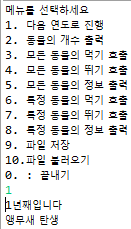 메뉴를 선택하세요
1. 다음 연도로 진행
2. 동물의 개수 출력
3. 모든 동물의 먹기 호출
4. 모든 동물의 뛰기 호출
5. 모든 동물의 정보 출력
6. 특정 동물의 먹기 호출
7. 특정 동물의 뛰기 호출
8. 특정 동물의 정보 출력
9. 파일 저장
10.파일 불러오기
0. : 끝내기
1
1년째입니다
앵무새 탄생